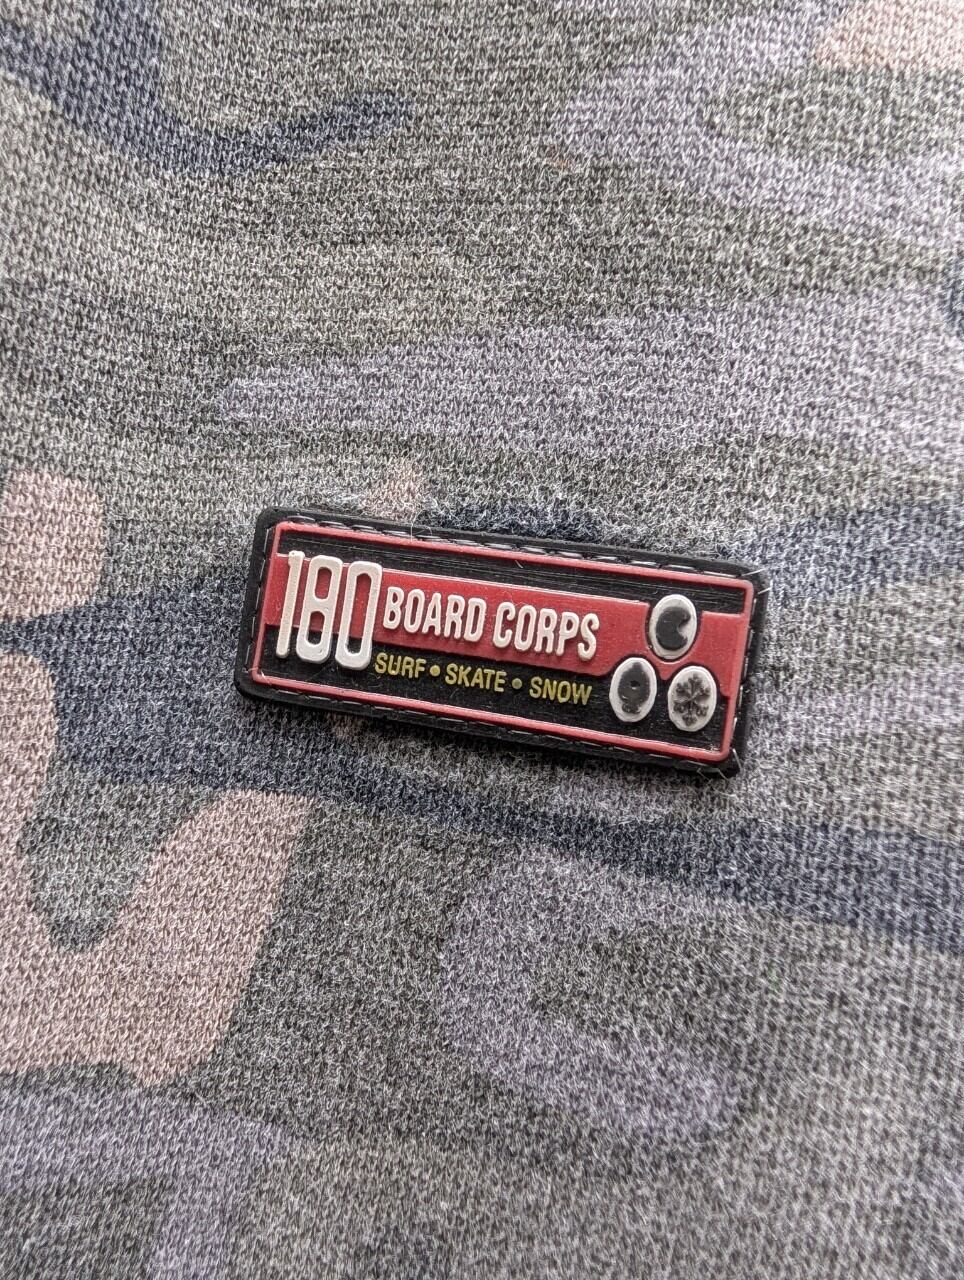 180 BOARD CORPS
SURF • SKATE • SNOW